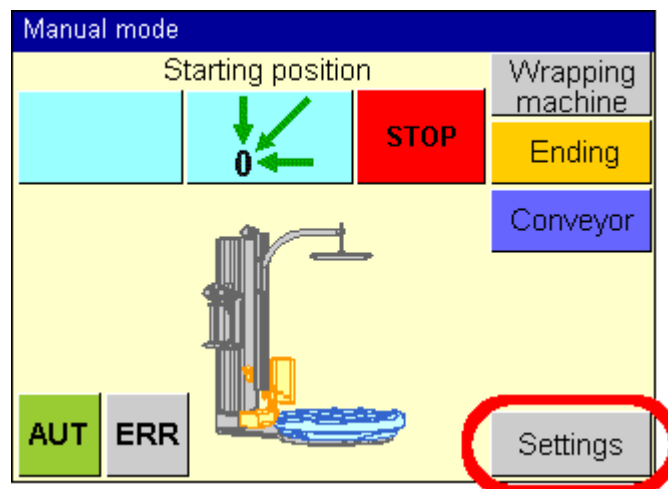 Manual mode
Starting position
Wrapping
machine
0
STOP
Ending
Conveyor
AUT
ERR
Settings